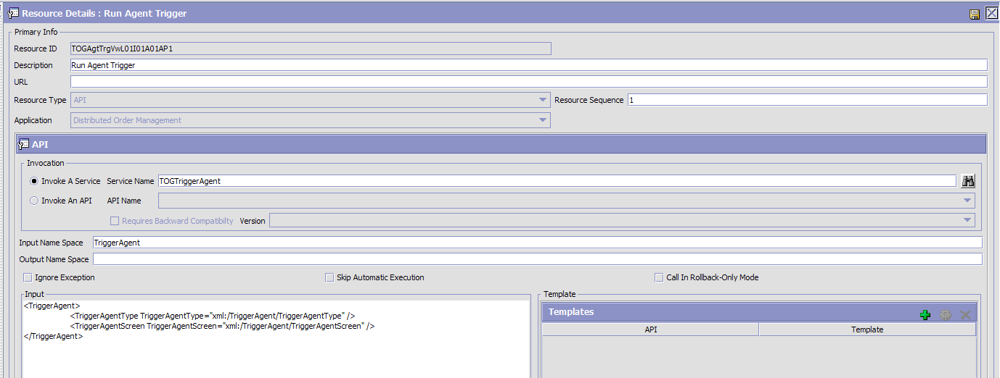 Resource Details : Run Agent Trigger
Primary Info
Resource ID TOGAgtTrgVwL01I01A01AP1
Description Run Agent Trigger
URL
Resource Type API Resource Sequence 1
Application Distributed Order Management
API
Invocation
Invoke A Service Service Name TOGTriggerAgent
Invoke An API API Name
Requires Backward Compatibilty Version
Input Name Space TriggerAgent
Output Name Space
Ignore Exception Skip Automatic Execution Call In Rollback-Only Mode
Input Template
<TriggerAgent>
<TriggerAgentType TriggerAgentType="xml:/TriggerAgent/TriggerAgentType" />
<TriggerAgentScreen TriggerAgentScreen="xml:/TriggerAgent/TriggerAgentScreen" />
</TriggerAgent>
Templates
API Template